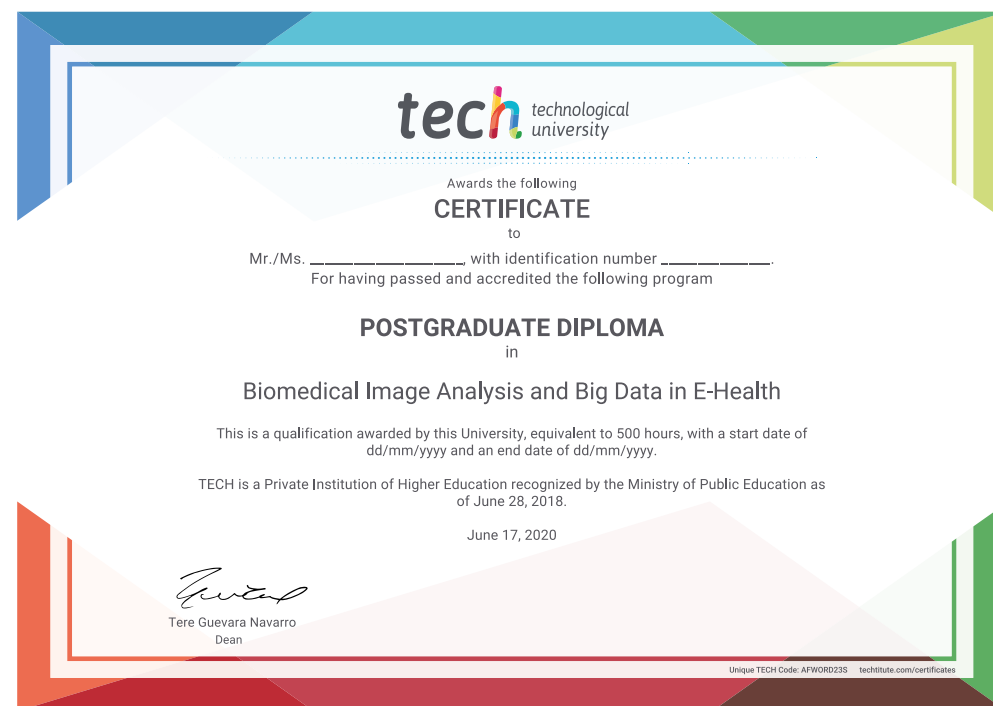 tech technological
university
Awards the following
CERTIFICATE
to
Mr./Ms. ____________________, with identification number ______________.
For having passed and accredited the following program
POSTGRADUATE DIPLOMA
in
Biomedical Image Analysis and Big Data in E-Health
This is a qualification awarded by this University, equivalent to 500 hours, with a start date of
dd/mm/yyyy and an end date of dd/mm/yyyy.
TECH is a Private Institution of Higher Education recognized by the Ministry of Public Education as
of June 28, 2018.
June 17, 2020
Tere Guevara Navarro
Dean
Unique TECH Code: AFWORD23S techtitute.com/certificates